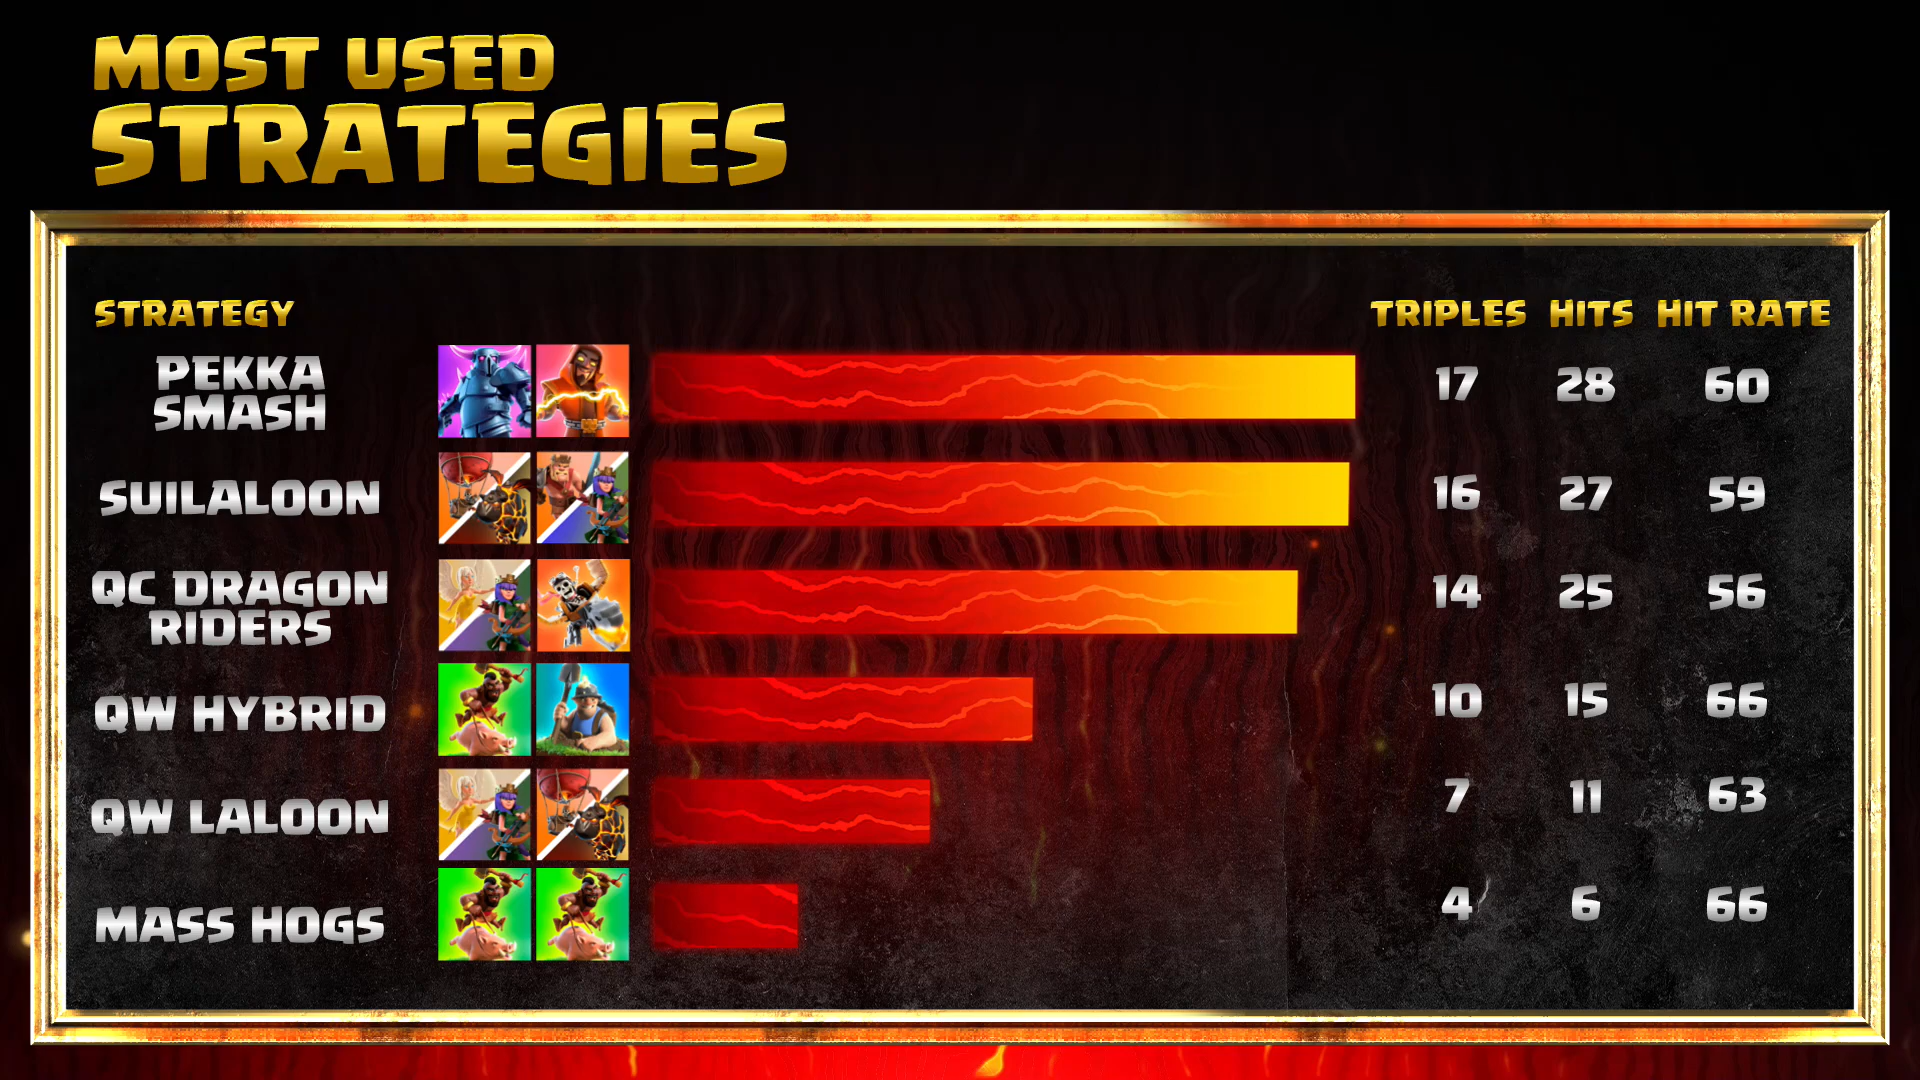 MOST USED
STRATEGIES
STRATEGY TRIPLES HITS HIT RATE
PEKKA
SMASH
17 28 60
SUILALOON 16 27 59
QC DRAGON
RIDERS
14 25 56
QW HYBRID 10 15 66
QW LALOON 7 11 63
MASS HOGS 4 6 66